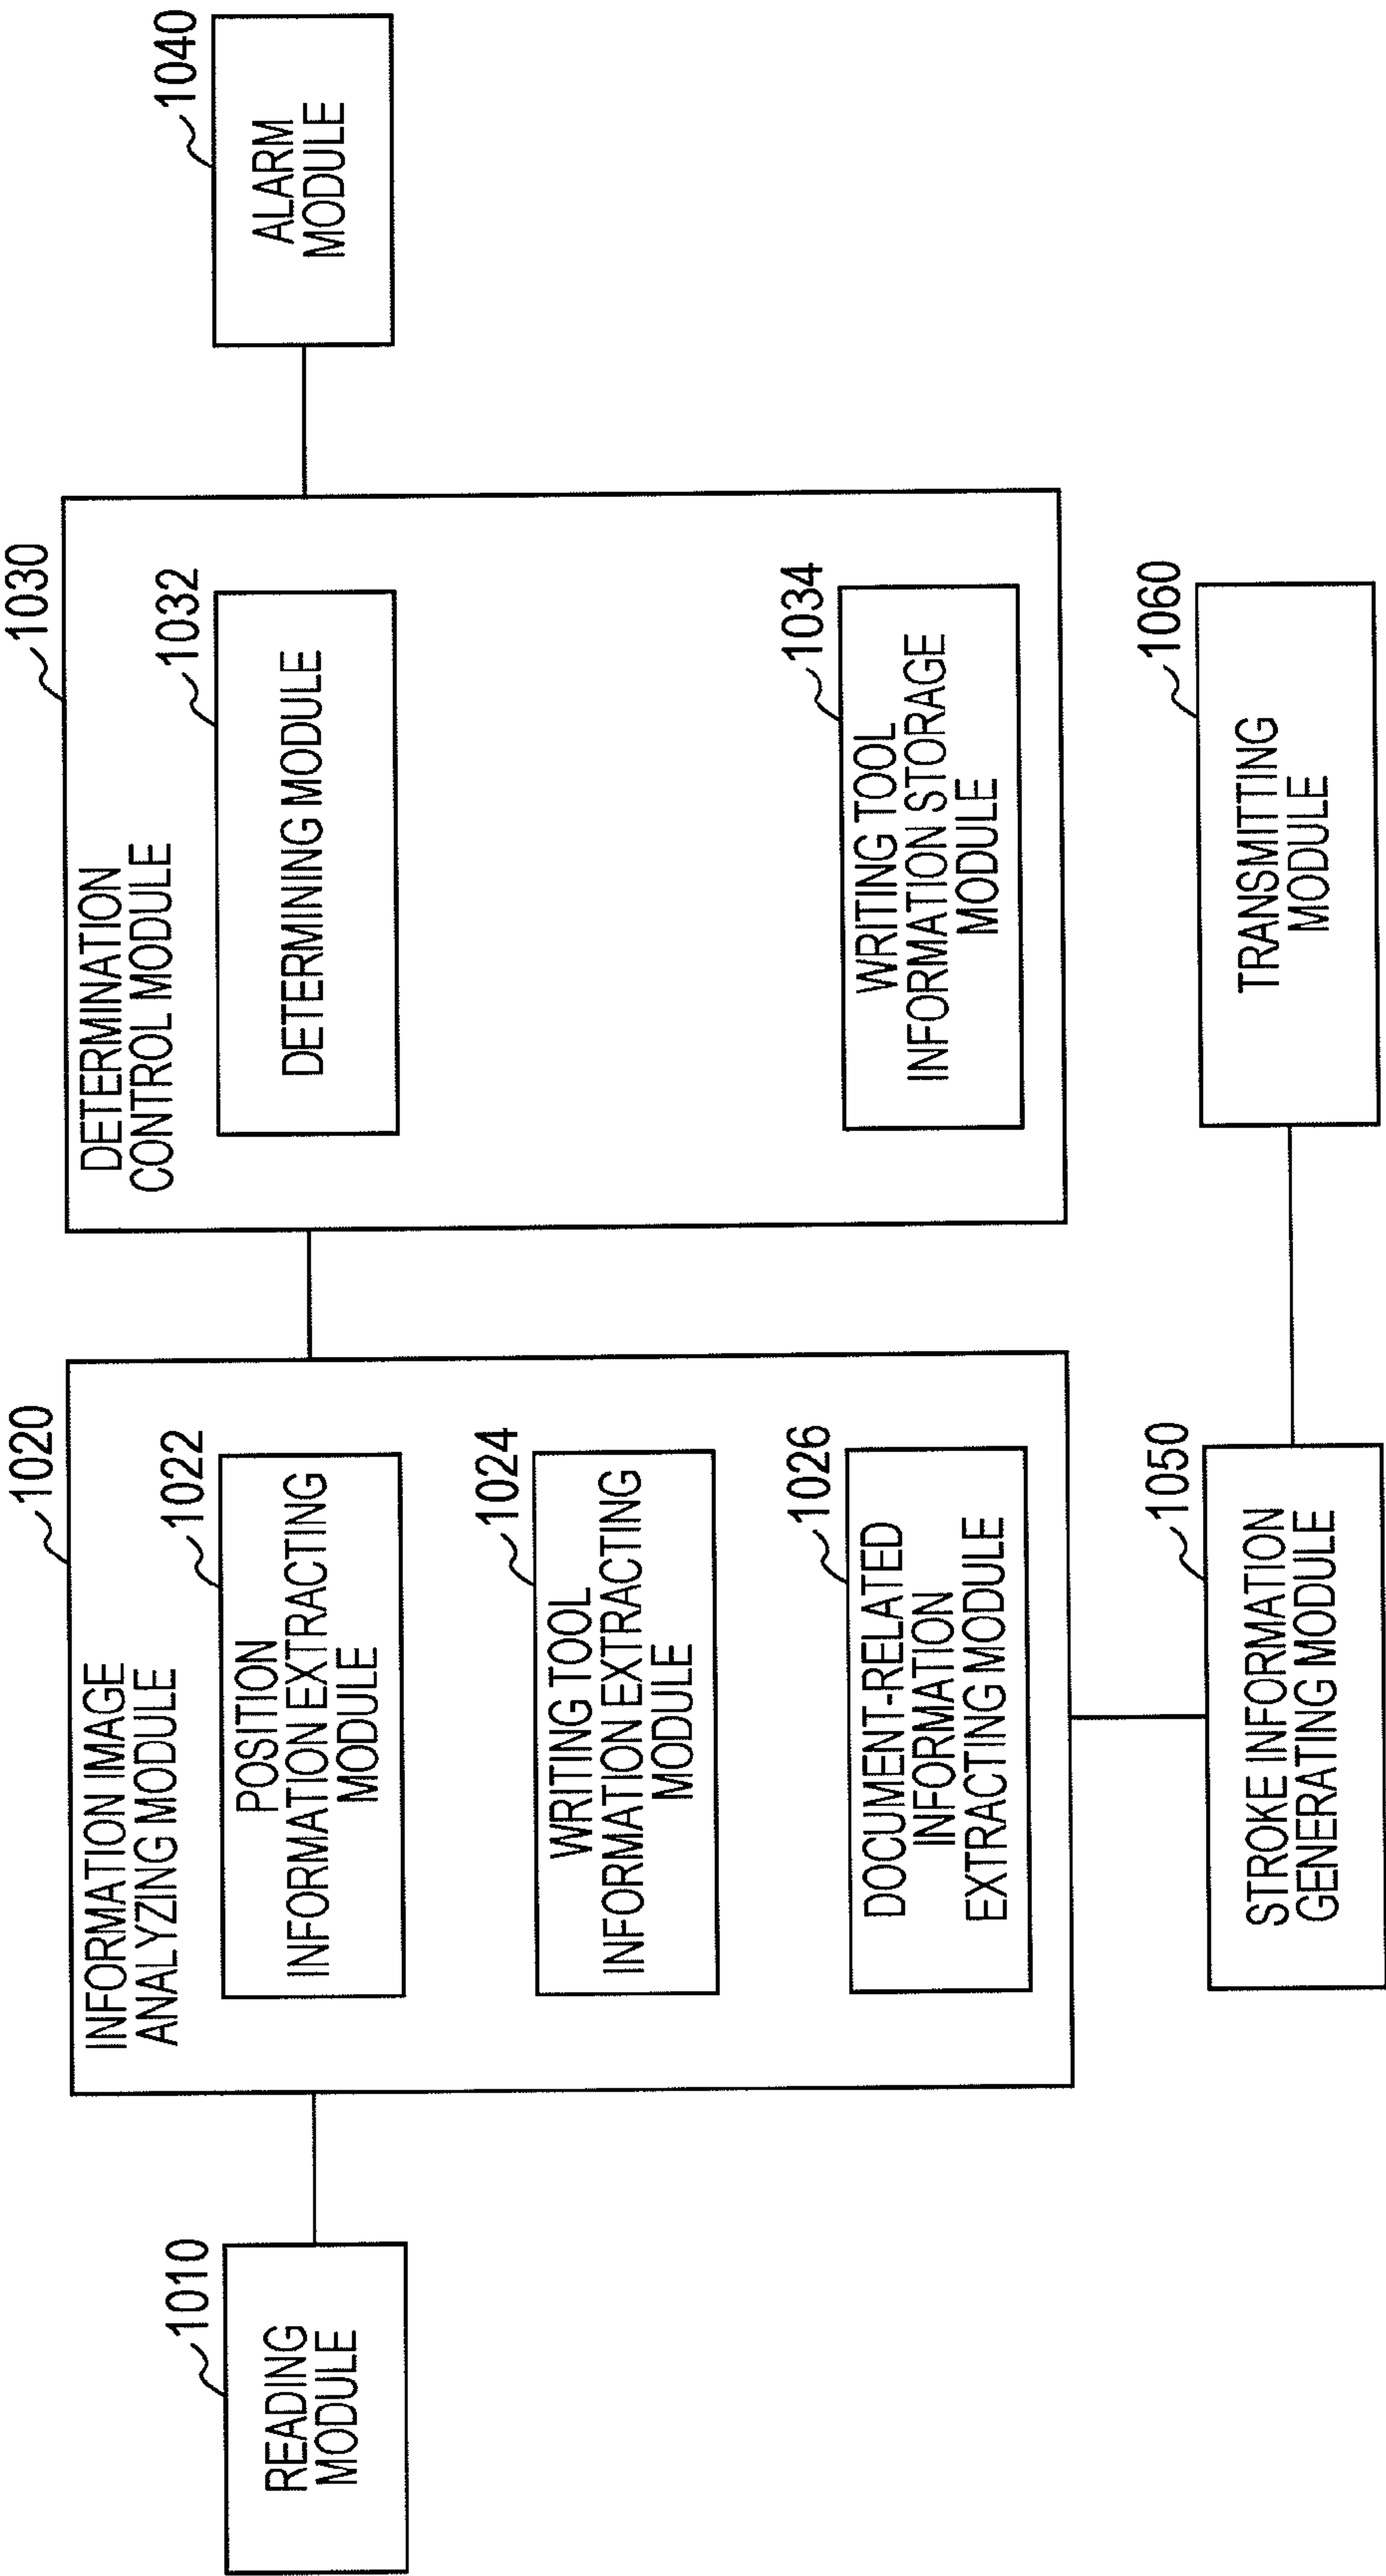 1010
READING
MODULE
1020
INFORMATION IMAGE
ANALYZING MODULE
1022
POSITION
INFORMATION EXTRACTING
MODULE
1024
WRITING TOOL
INFORMATION EXTRACTING
MODULE
1026
DOCUMENT-RELATED
INFORMATION
EXTRACTING MODULE
1030
DETERMINATION
CONTROL MODULE
1032
DETERMINING MODULE
1034
WRITING TOOL
INFORMATION STORAGE
MODULE
1040
ALARM
MODULE
1050
STROKE INFORMATION
GENERATING MODULE
1060
TRANSMITTING
MODULE